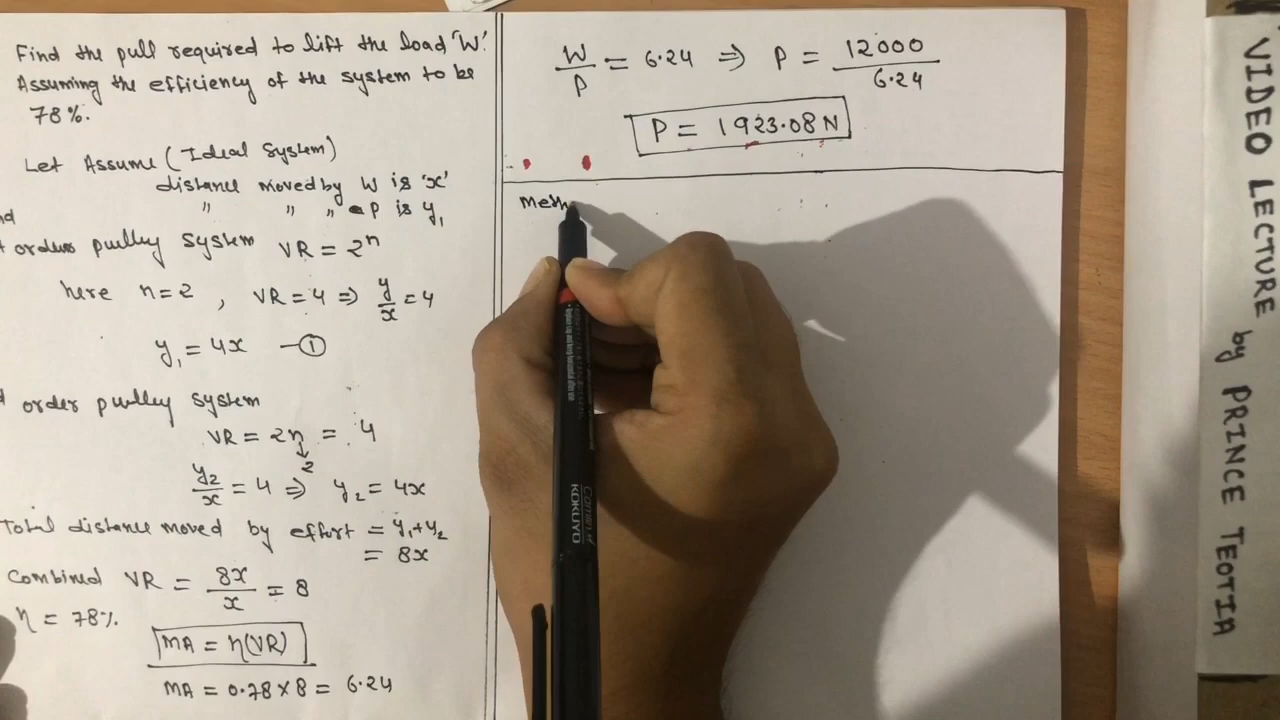 Find the pull required to lift the load 'W'.
Assuming the efficiency of the system to be
78%.
Let Assume (Ideal System)
distance moved by W is 'x'
" " " P is y₁
nd
order pulley system VR = 2ⁿ
here n=2 , VR=4 ⇒ y/x = 4
y₁ = 4x —①
order pulley system
VR = 2n = 4
2
y₂/x = 4 ⇒ y₂ = 4x
Total distance moved by effort = y₁+y₂
= 8x
Combined VR = 8x/x = 8
η = 78%.
MA = η(VR)
MA = 0.78 × 8 = 6.24
W/P = 6.24 ⇒ P = 12000/6.24
P = 1923.08 N
Meth
VIDEO LECTURE by PRINCE TEOTIA
Camlin
KOKUYO